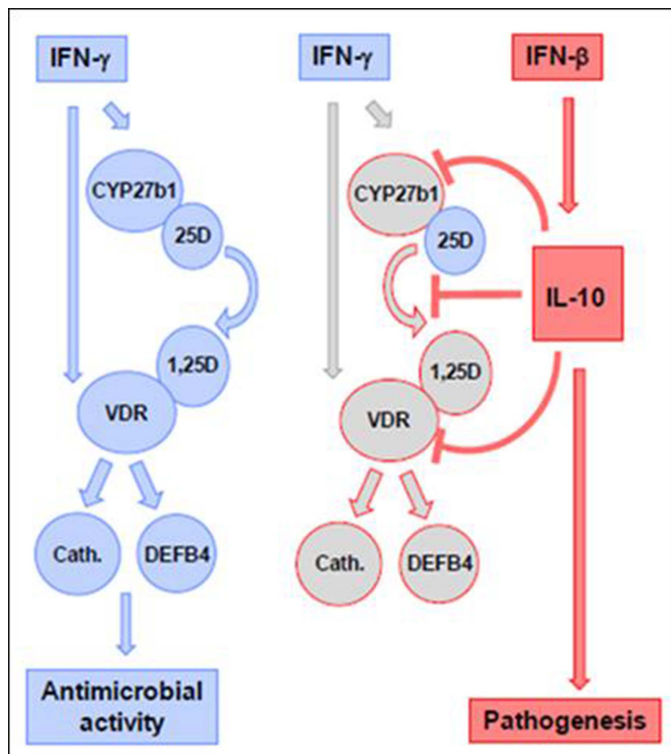 IFN-γ
CYP27b1
25D
1,25D
VDR
Cath.
DEFB4
Antimicrobial
activity
IFN-γ
IFN-β
CYP27b1
25D
IL-10
1,25D
VDR
Cath.
DEFB4
Pathogenesis